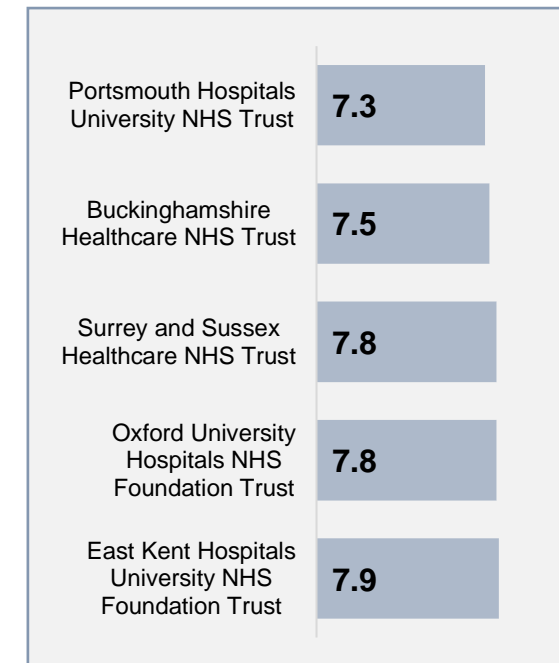 Portsmouth Hospitals
University NHS Trust
7.3
Buckinghamshire
Healthcare NHS Trust
7.5
Surrey and Sussex
Healthcare NHS Trust
7.8
Oxford University
Hospitals NHS
Foundation Trust
7.8
East Kent Hospitals
University NHS
Foundation Trust
7.9